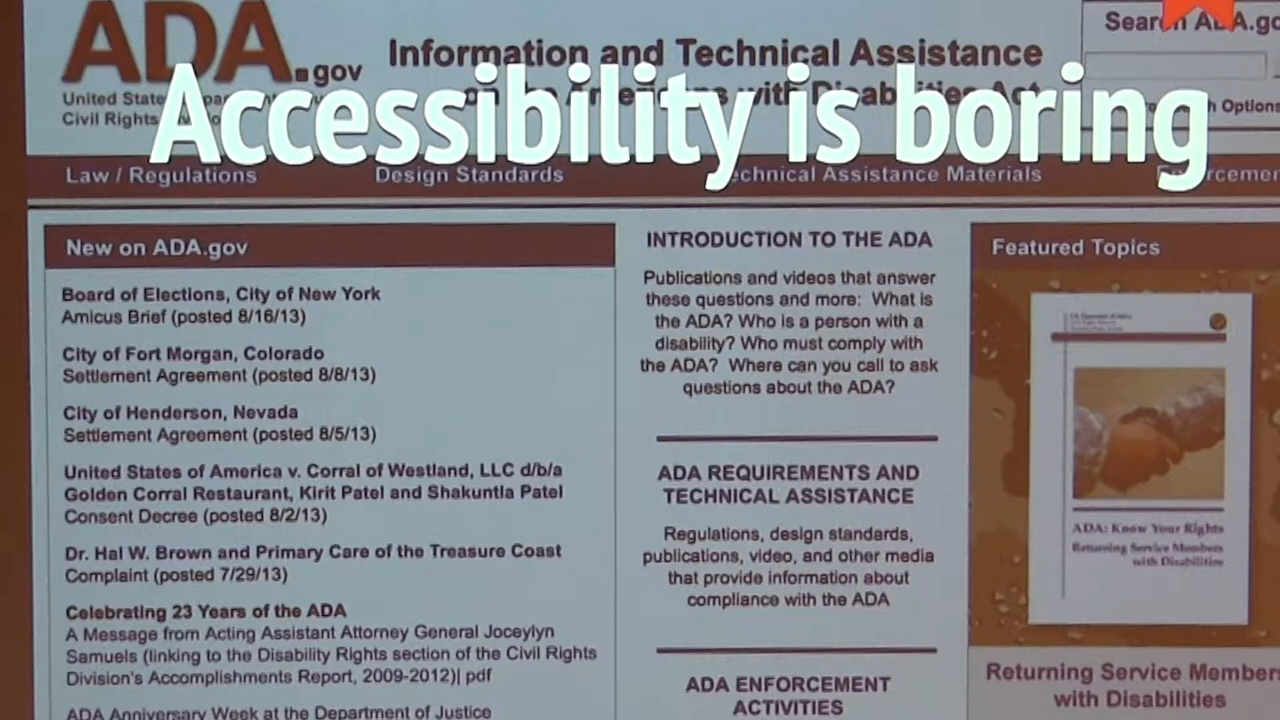 ADA.gov
Information and Technical Assistance
on the Americans with Disabilities Act
United States
Civil Rights
Accessibility is boring
Law / Regulations
Design Standards
Technical Assistance Materials
New on ADA.gov
Board of Elections, City of New York
Amicus Brief (posted 8/16/13)
City of Fort Morgan, Colorado
Settlement Agreement (posted 8/8/13)
City of Henderson, Nevada
Settlement Agreement (posted 8/5/13)
United States of America v. Corral of Westland, LLC d/b/a
Golden Corral Restaurant, Kirit Patel and Shakuntla Patel
Consent Decree (posted 8/2/13)
Dr. Hal W. Brown and Primary Care of the Treasure Coast
Complaint (posted 7/29/13)
Celebrating 23 Years of the ADA
A Message from Acting Assistant Attorney General Joceylyn
Samuels (linking to the Disability Rights section of the Civil Rights
Division's Accomplishments Report, 2009-2012)| pdf
ADA Anniversary Week at the Department of Justice
INTRODUCTION TO THE ADA
Publications and videos that answer
these questions and more: What is
the ADA? Who is a person with a
disability? Who must comply with
the ADA? Where can you call to ask
questions about the ADA?
ADA REQUIREMENTS AND
TECHNICAL ASSISTANCE
Regulations, design standards,
publications, video, and other media
that provide information about
compliance with the ADA
ADA ENFORCEMENT
ACTIVITIES
Search ADA.go
Options
Featured Topics
ADA: Know Your Rights
Returning Service Members
with Disabilities
Returning Service Members
with Disabilities